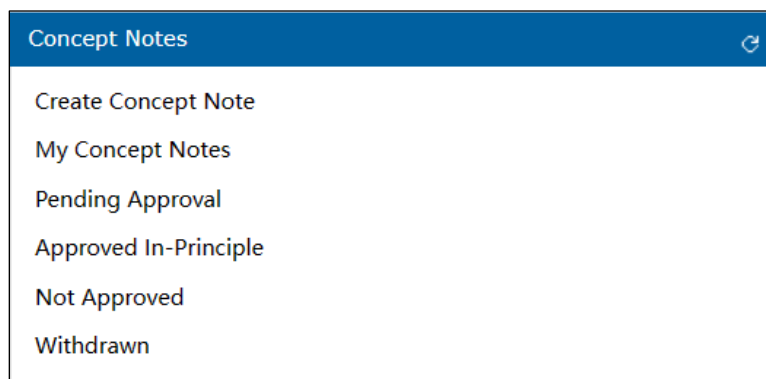 Concept Notes
Create Concept Note
My Concept Notes
Pending Approval
Approved In-Principle
Not Approved
Withdrawn